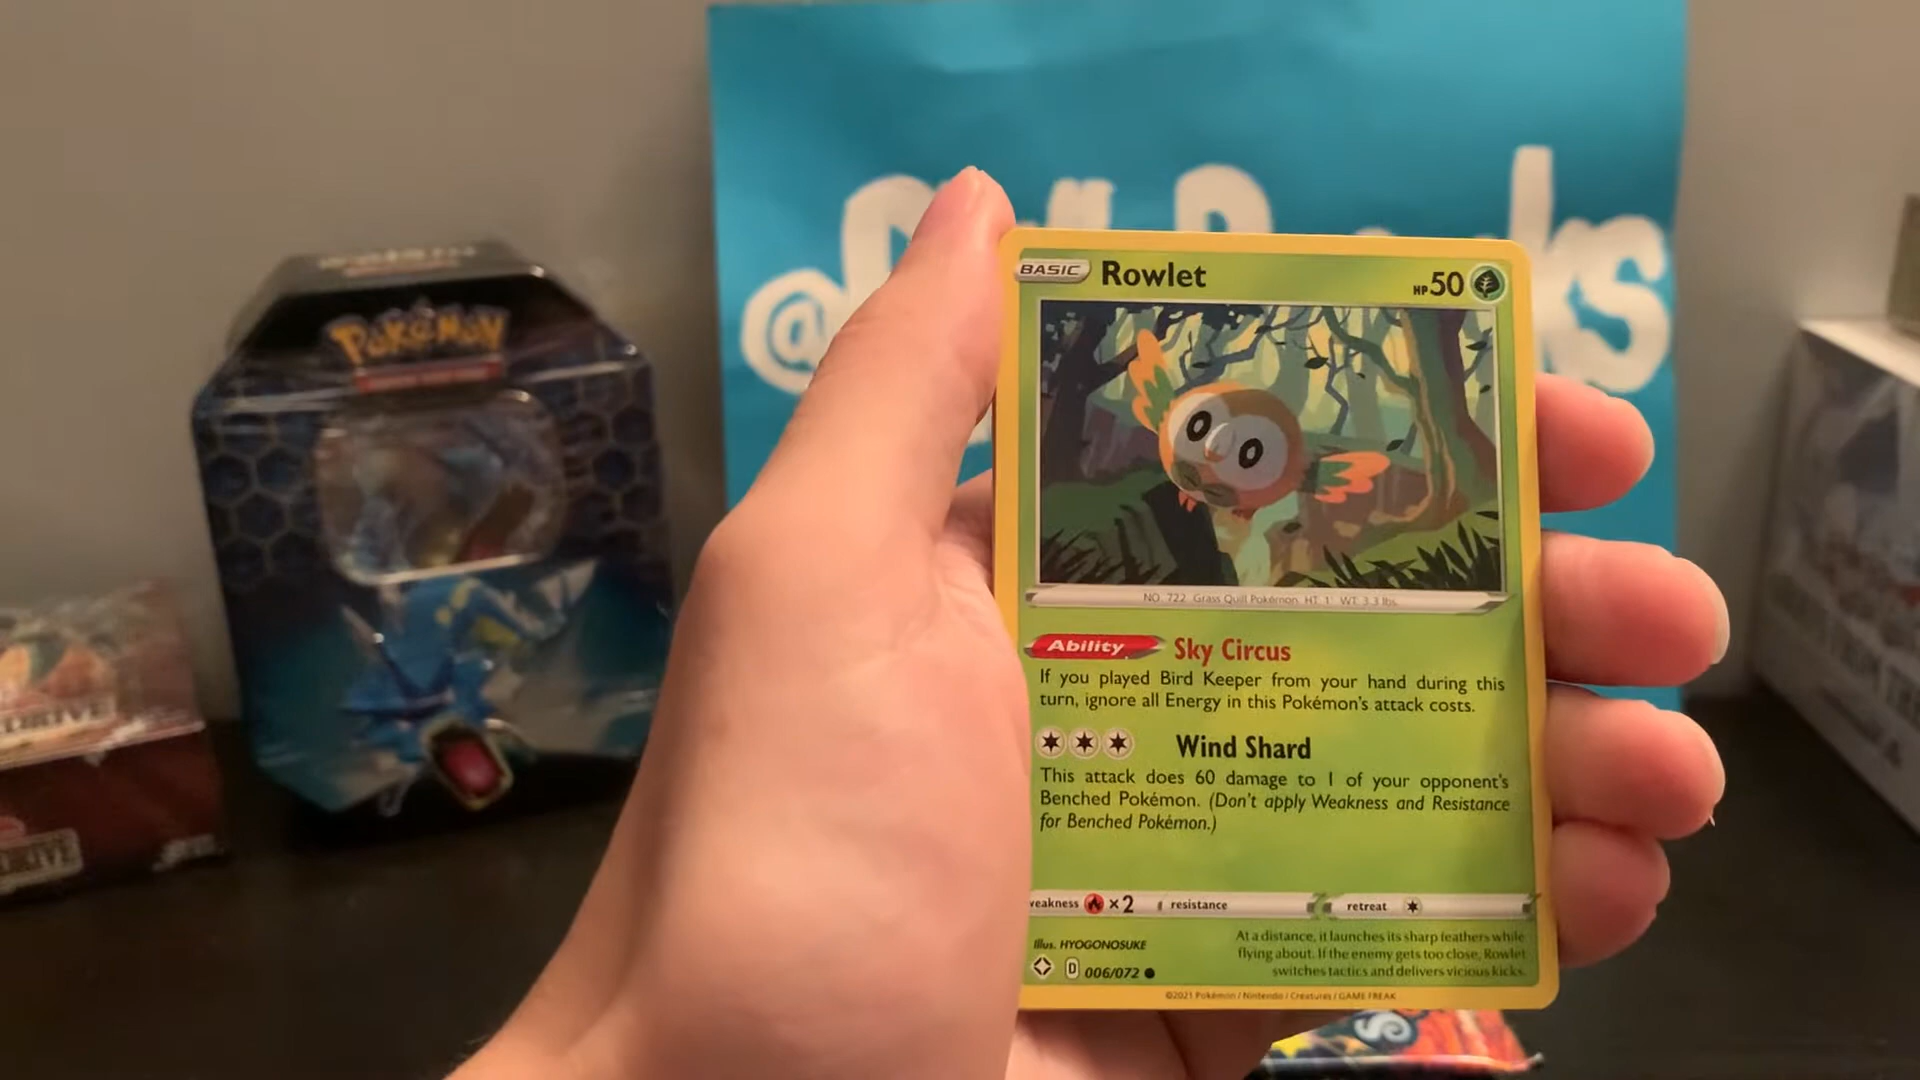 POKéMON
@
BASIC Rowlet HP 50
NO. 722 Grass Quill Pokémon HT: 1' WT: 3.3 lbs.
Ability Sky Circus
If you played Bird Keeper from your hand during this
turn, ignore all Energy in this Pokémon's attack costs.
Wind Shard
This attack does 60 damage to 1 of your opponent's
Benched Pokémon. (Don't apply Weakness and Resistance
for Benched Pokémon.)
weakness ×2 resistance retreat
Illus. HYOGONOSUKE
D 006/072
At a distance, it launches its sharp feathers while
flying about. If the enemy gets too close, Rowlet
switches tactics and delivers vicious kicks.
©2021 Pokémon / Nintendo / Creatures / GAME FREAK